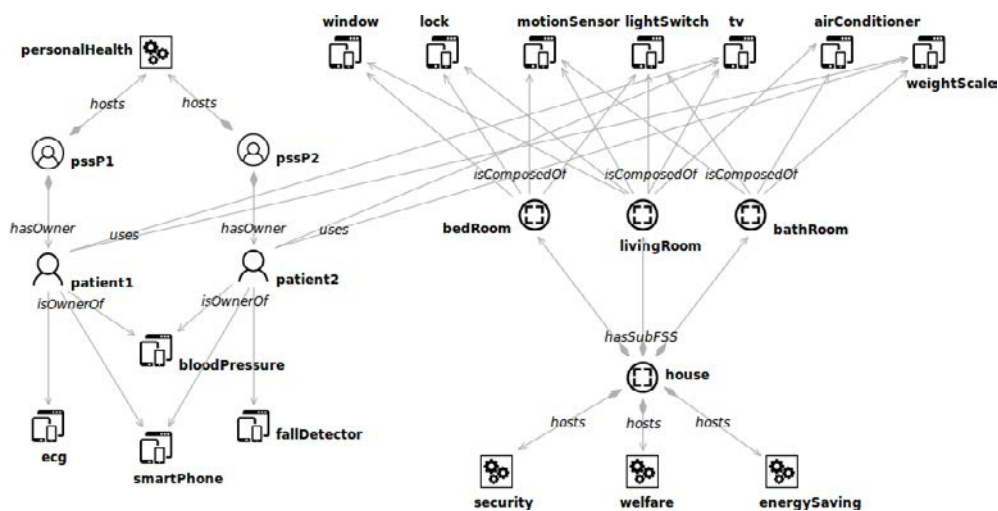 window lock motionSensor lightSwitch tv airConditioner
personalHealth
weightScale
hosts hosts
pssP1 pssP2
isComposedOf isComposedOf isComposedOf
hasOwner uses hasOwner uses
bedRoom livingRoom bathRoom
patient1 patient2
isOwnerOf isOwnerOf
hasSubFSS
bloodPressure
house
hosts hosts hosts
ecg fallDetector
smartPhone
security welfare energySaving